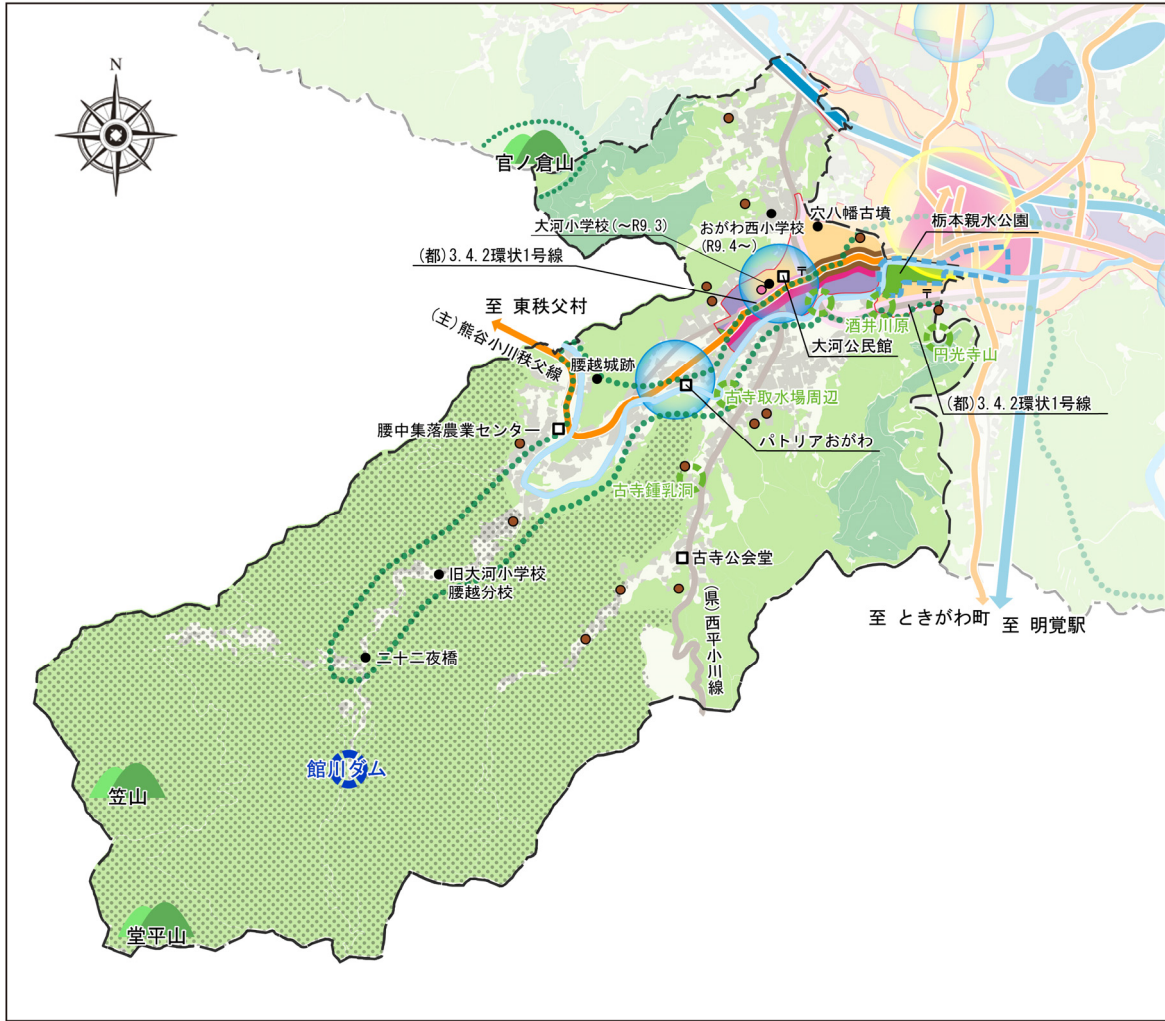 N
官ノ倉山
大河小学校(～R9.3)
おがわ西小学校
(R9.4～)
穴八幡古墳
栃本親水公園
(都)3.4.2環状1号線
〒
〒
至 東秩父村
(主)熊谷小川秩父線
酒井川原
大河公民館
円光寺山
腰越城跡
古寺取水場周辺
(都)3.4.2環状1号線
腰中集落農業センター
パトリアおがわ
古寺鍾乳洞
古寺公会堂
旧大河小学校
腰越分校
(県)西平小川線
至 ときがわ町
至 明覚駅
二十二夜橋
館川ダム
笠山
堂平山